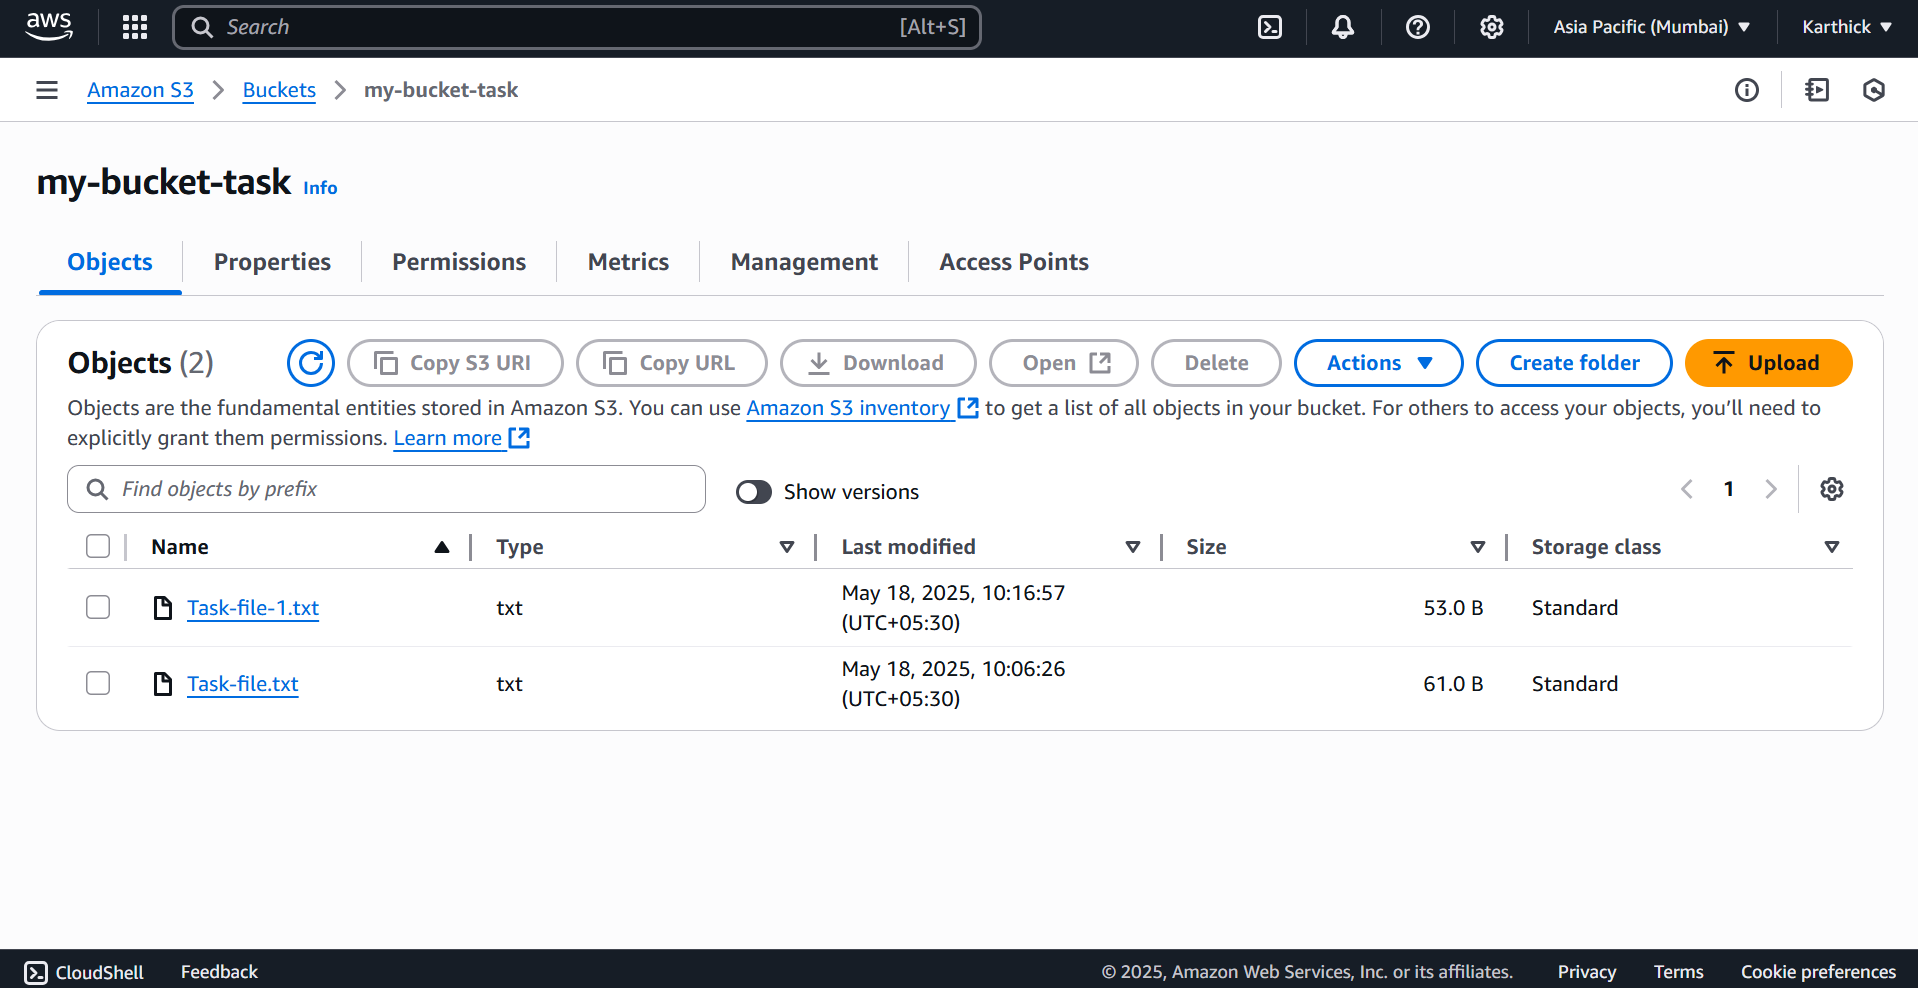 aws
Search [Alt+S]
Asia Pacific (Mumbai) Karthick
Amazon S3 Buckets my-bucket-task
my-bucket-task Info
Objects Properties Permissions Metrics Management Access Points
Objects (2) Copy S3 URI Copy URL Download Open Delete Actions Create folder Upload
Objects are the fundamental entities stored in Amazon S3. You can use Amazon S3 inventory to get a list of all objects in your bucket. For others to access your objects, you’ll need to
explicitly grant them permissions. Learn more
Find objects by prefix Show versions 1
Name Type Last modified Size Storage class
Task-file-1.txt txt May 18, 2025, 10:16:57 53.0 B Standard
(UTC+05:30)
Task-file.txt txt May 18, 2025, 10:06:26 61.0 B Standard
(UTC+05:30)
CloudShell Feedback © 2025, Amazon Web Services, Inc. or its affiliates. Privacy Terms Cookie preferences